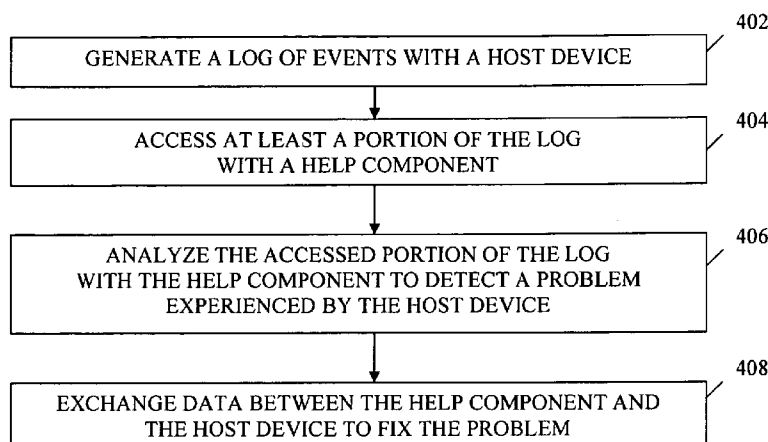 402
GENERATE A LOG OF EVENTS WITH A HOST DEVICE
404
ACCESS AT LEAST A PORTION OF THE LOG
WITH A HELP COMPONENT
406
ANALYZE THE ACCESSED PORTION OF THE LOG
WITH THE HELP COMPONENT TO DETECT A PROBLEM
EXPERIENCED BY THE HOST DEVICE
408
EXCHANGE DATA BETWEEN THE HELP COMPONENT AND
THE HOST DEVICE TO FIX THE PROBLEM